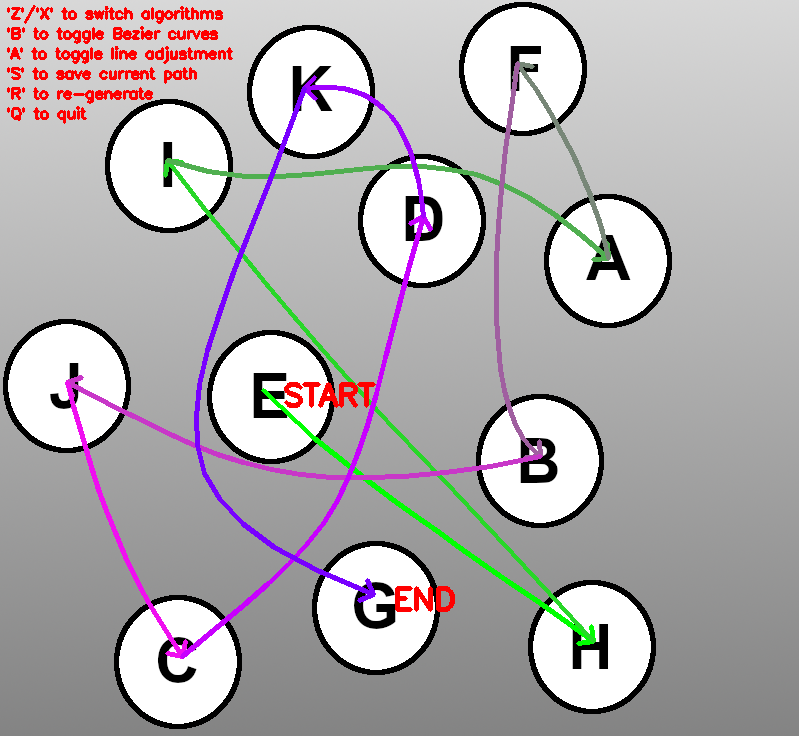 'Z'/'X' to switch algorithms
'B' to toggle Bezier curves
'A' to toggle line adjustment
'S' to save current path
'R' to re-generate
'Q' to quit
F
K
I
D
A
J
E START
B
G END
H
C